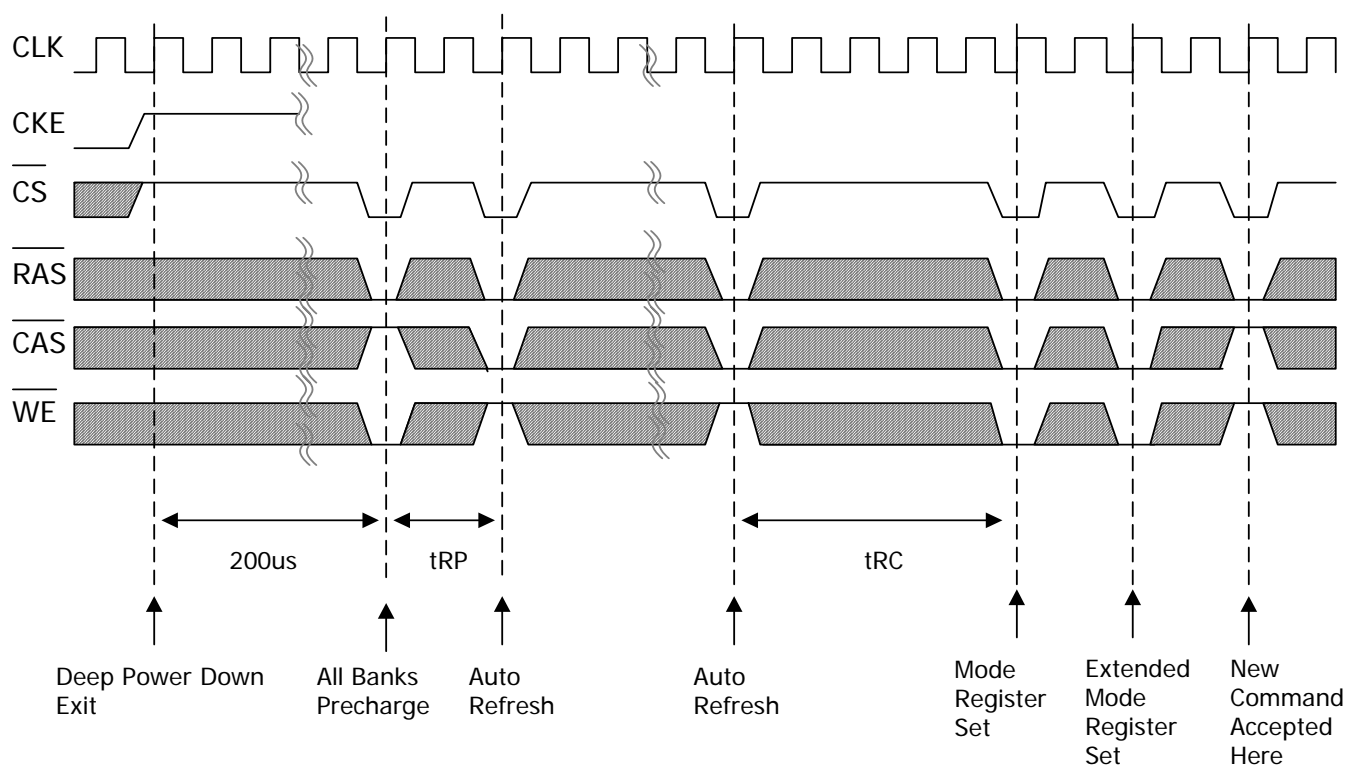 CLK
CKE
CS
RAS
CAS
WE
200us
tRP
tRC
Deep Power Down
Exit
All Banks
Precharge
Auto
Refresh
Auto
Refresh
Mode
Register
Set
Extended
Mode
Register
Set
New
Command
Accepted
Here